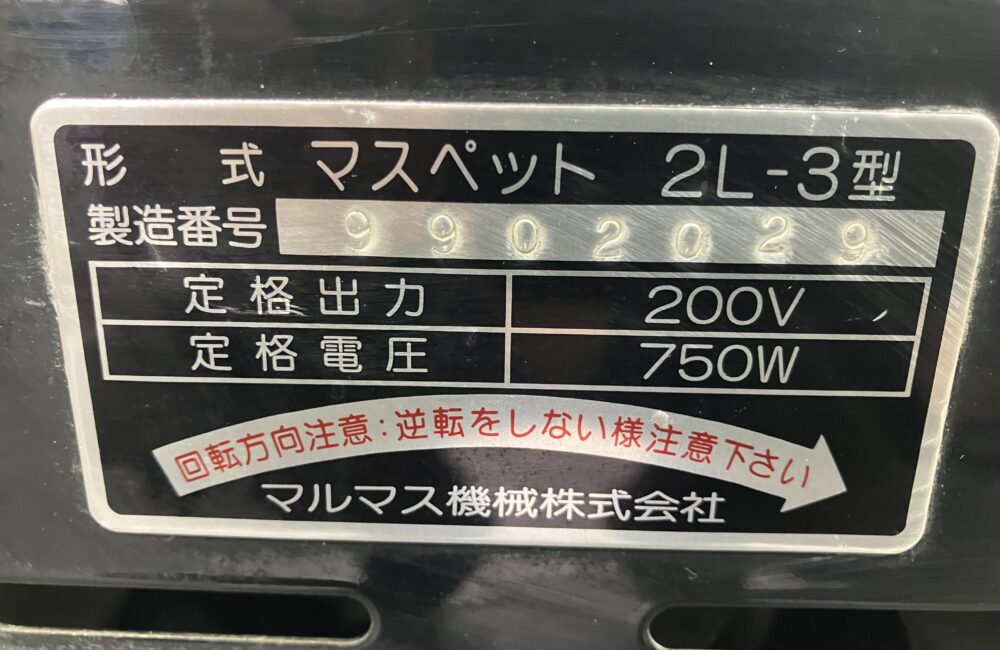 形式 マスペット 2L-3型
製造番号 9902029
定格出力 200V
定格電圧 750W
回転方向注意:逆転をしない様注意下さい
マルマス機械株式会社